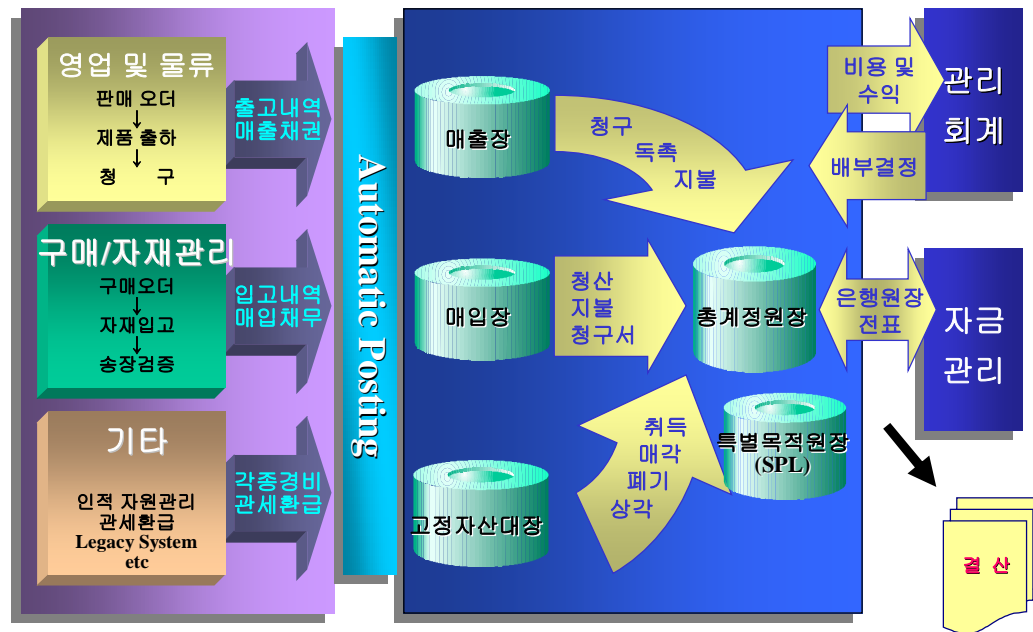 영업 및 물류
판매 오더
제품 출하
청 구
출고내역
매출채권
구매/자재관리
구매오더
자재입고
송장검증
입고내역
매입채무
기타
인적 자원관리
관세환급
Legacy System
etc
각종경비
관세환급
Automatic Posting
매출장
청구
독촉
지불
매입장
청산
지불
청구서
총계정원장
고정자산대장
취득
매각
폐기
상각
특별목적원장
(SPL)
비용 및
수익
배부결정
관리
회계
은행원장
전표
자금
관리
결 산